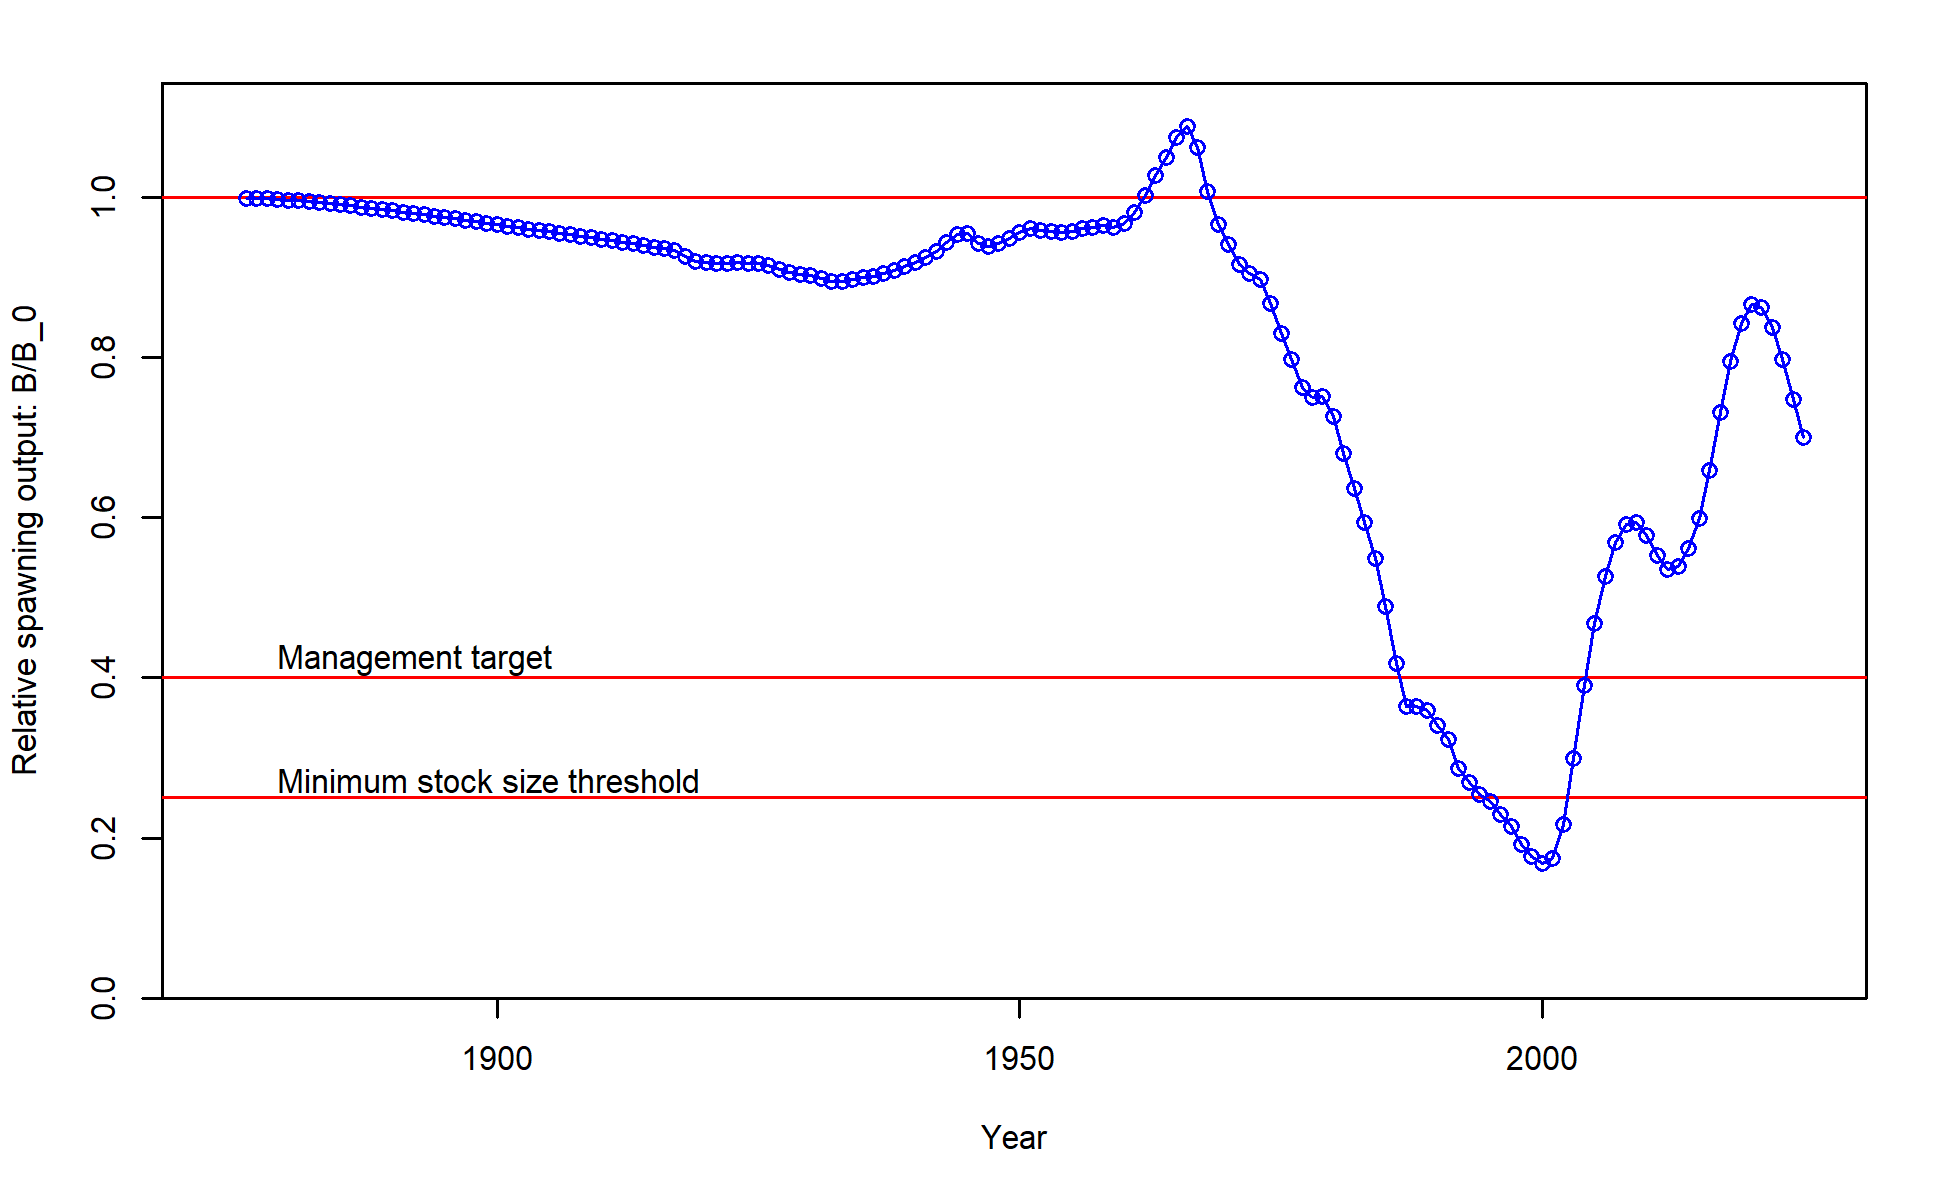 Relative spawning output: B/B_0
1.0
0.8
0.6
0.4
0.2
0.0
Management target
Minimum stock size threshold
1900
1950
2000
Year